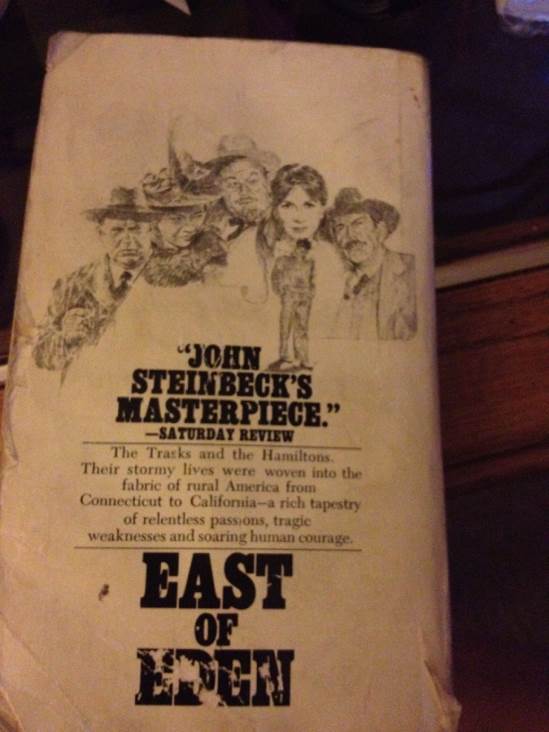 "JOHN
STEINBECK'S
MASTERPIECE."
—SATURDAY REVIEW
The Trasks and the Hamiltons.
Their stormy lives were woven into the
fabric of rural America from
Connecticut to California—a rich tapestry
of relentless passions, tragic
weaknesses and soaring human courage.
EAST
OF
EDEN